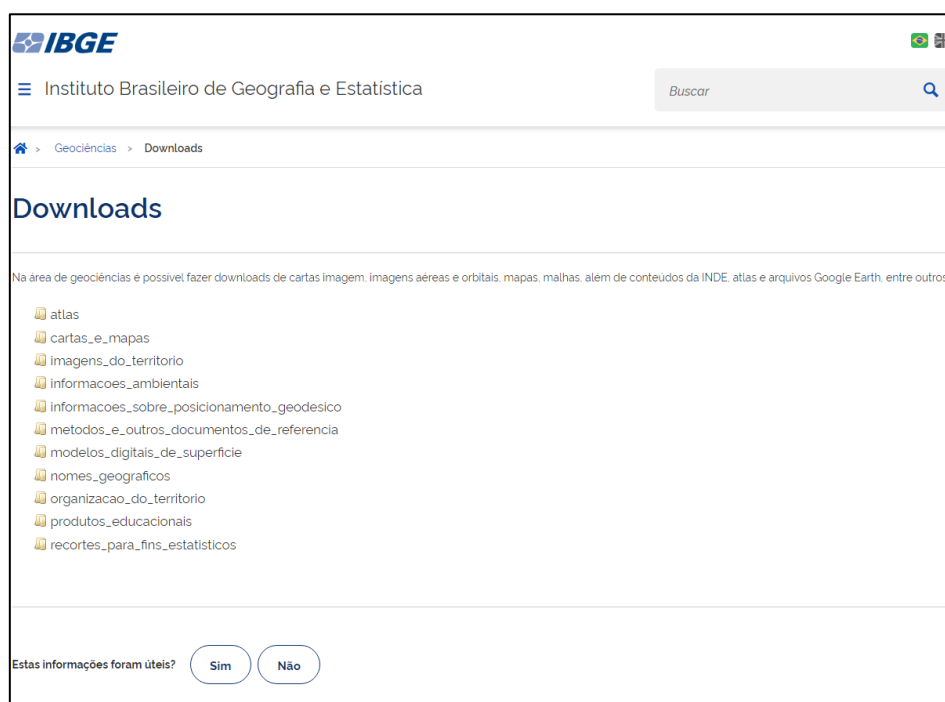 IBGE
Instituto Brasileiro de Geografia e Estatística
Buscar
> Geociências > Downloads
Downloads
Na área de geociências é possível fazer downloads de cartas imagem, imagens aéreas e orbitais, mapas, malhas, além de conteúdos da INDE, atlas e arquivos Google Earth, entre outros
atlas
cartas_e_mapas
imagens_do_territorio
informacoes_ambientais
informacoes_sobre_posicionamento_geodesico
metodos_e_outros_documentos_de_referencia
modelos_digitais_de_superficie
nomes_geograficos
organizacao_do_territorio
produtos_educacionais
recortes_para_fins_estatisticos
Estas informações foram úteis? Sim Não